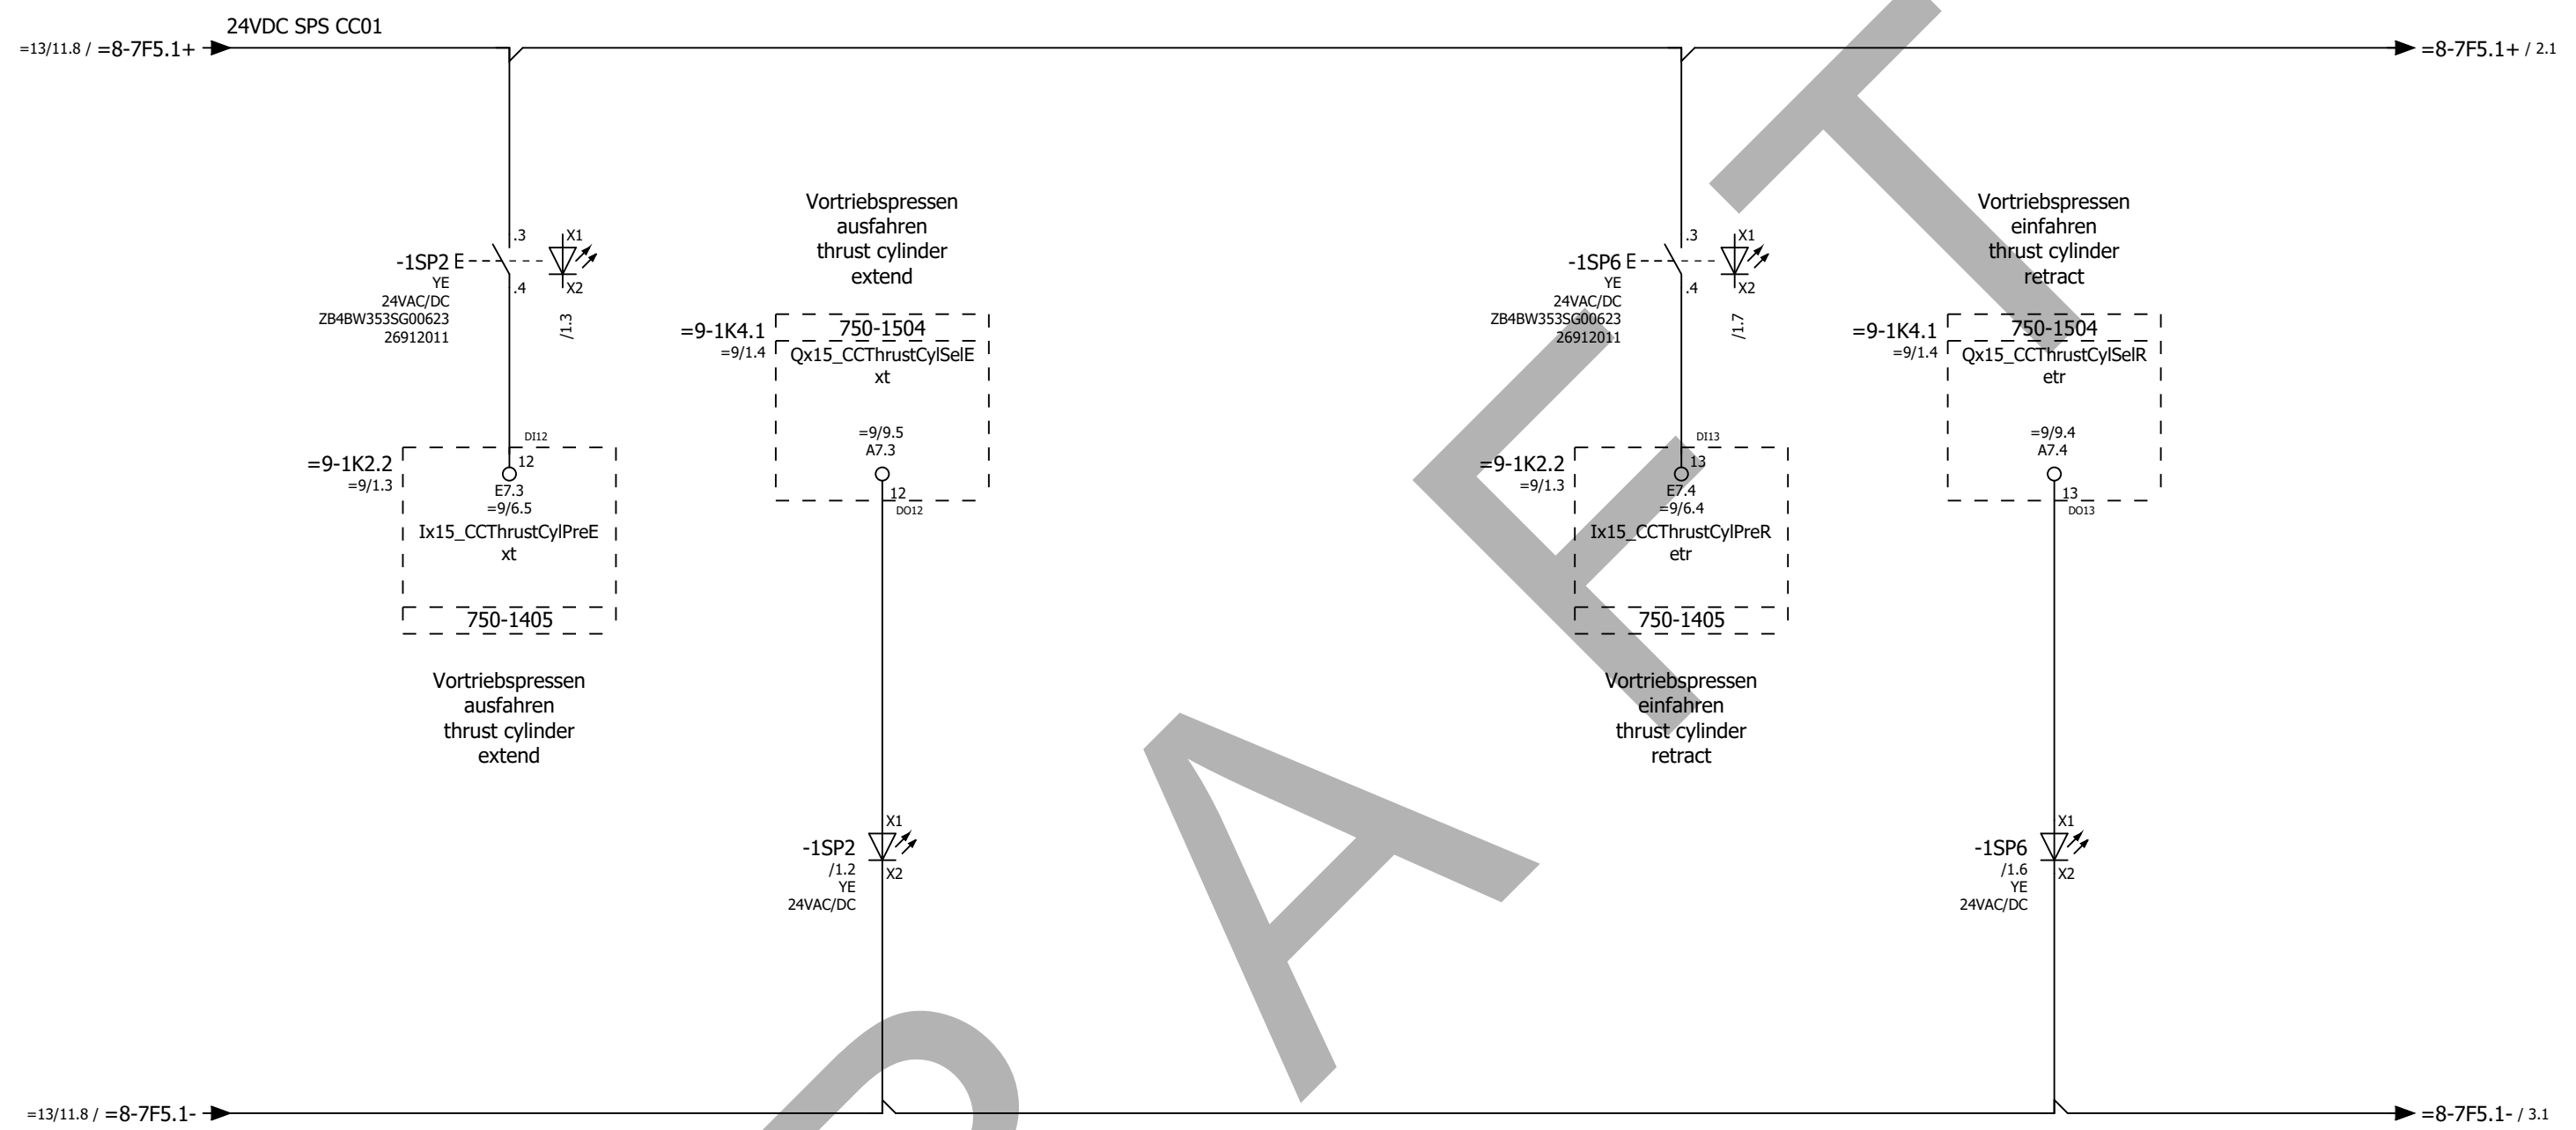 24VDC SPS CC01
=13/11.8 / =8-7F5.1+
=8-7F5.1+ / 2.1
.3
X1
-1SP2 E
YE
.4
X2
24VAC/DC
ZB4BW353SG00623
26912011
/1.3
Vortriebspressen
ausfahren
thrust cylinder
extend
=9-1K4.1
=9/1.4
750-1504
Qx15_CCThrustCylSelE
xt
=9/9.5
A7.3
12
DO12
DI12
=9-1K2.2
=9/1.3
12
E7.3
=9/6.5
Ix15_CCThrustCylPreE
xt
750-1405
Vortriebspressen
ausfahren
thrust cylinder
extend
X1
-1SP2
/1.2
X2
YE
24VAC/DC
.3
X1
-1SP6 E
YE
.4
X2
24VAC/DC
ZB4BW353SG00623
26912011
/1.7
Vortriebspressen
einfahren
thrust cylinder
retract
=9-1K4.1
=9/1.4
750-1504
Qx15_CCThrustCylSelR
etr
=9/9.4
A7.4
13
DO13
DI13
=9-1K2.2
=9/1.3
13
E7.4
=9/6.4
Ix15_CCThrustCylPreR
etr
750-1405
Vortriebspressen
einfahren
thrust cylinder
retract
X1
-1SP6
/1.6
X2
YE
24VAC/DC
=13/11.8 / =8-7F5.1-
=8-7F5.1- / 3.1